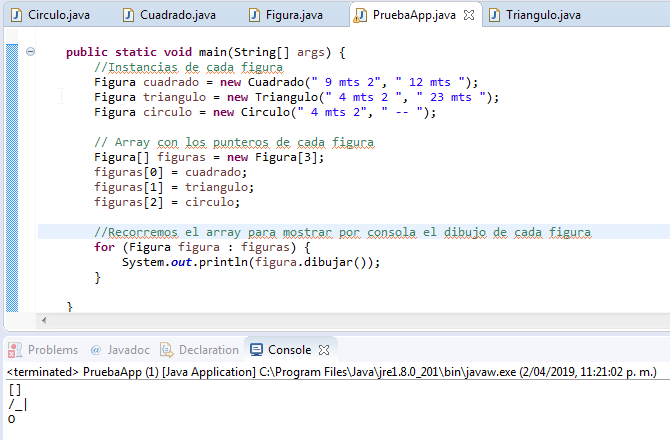 Circulo.java Cuadrado.java Figura.java PruebaApp.java Triangulo.java
public static void main(String[] args) {
//Instancias de cada figura
Figura cuadrado = new Cuadrado(" 9 mts 2", " 12 mts ");
Figura triangulo = new Triangulo(" 4 mts 2 ", " 23 mts ");
Figura circulo = new Circulo(" 4 mts 2", " -- ");
// Array con los punteros de cada figura
Figura[] figuras = new Figura[3];
figuras[0] = cuadrado;
figuras[1] = triangulo;
figuras[2] = circulo;
//Recorremos el array para mostrar por consola el dibujo de cada figura
for (Figura figura : figuras) {
System.out.println(figura.dibujar());
}
}
Problems @ Javadoc Declaration Console
<terminated> PruebaApp (1) [Java Application] C:\Program Files\Java\jre1.8.0_201\bin\javaw.exe (2/04/2019, 11:21:02 p. m.)
[]
/_|
O